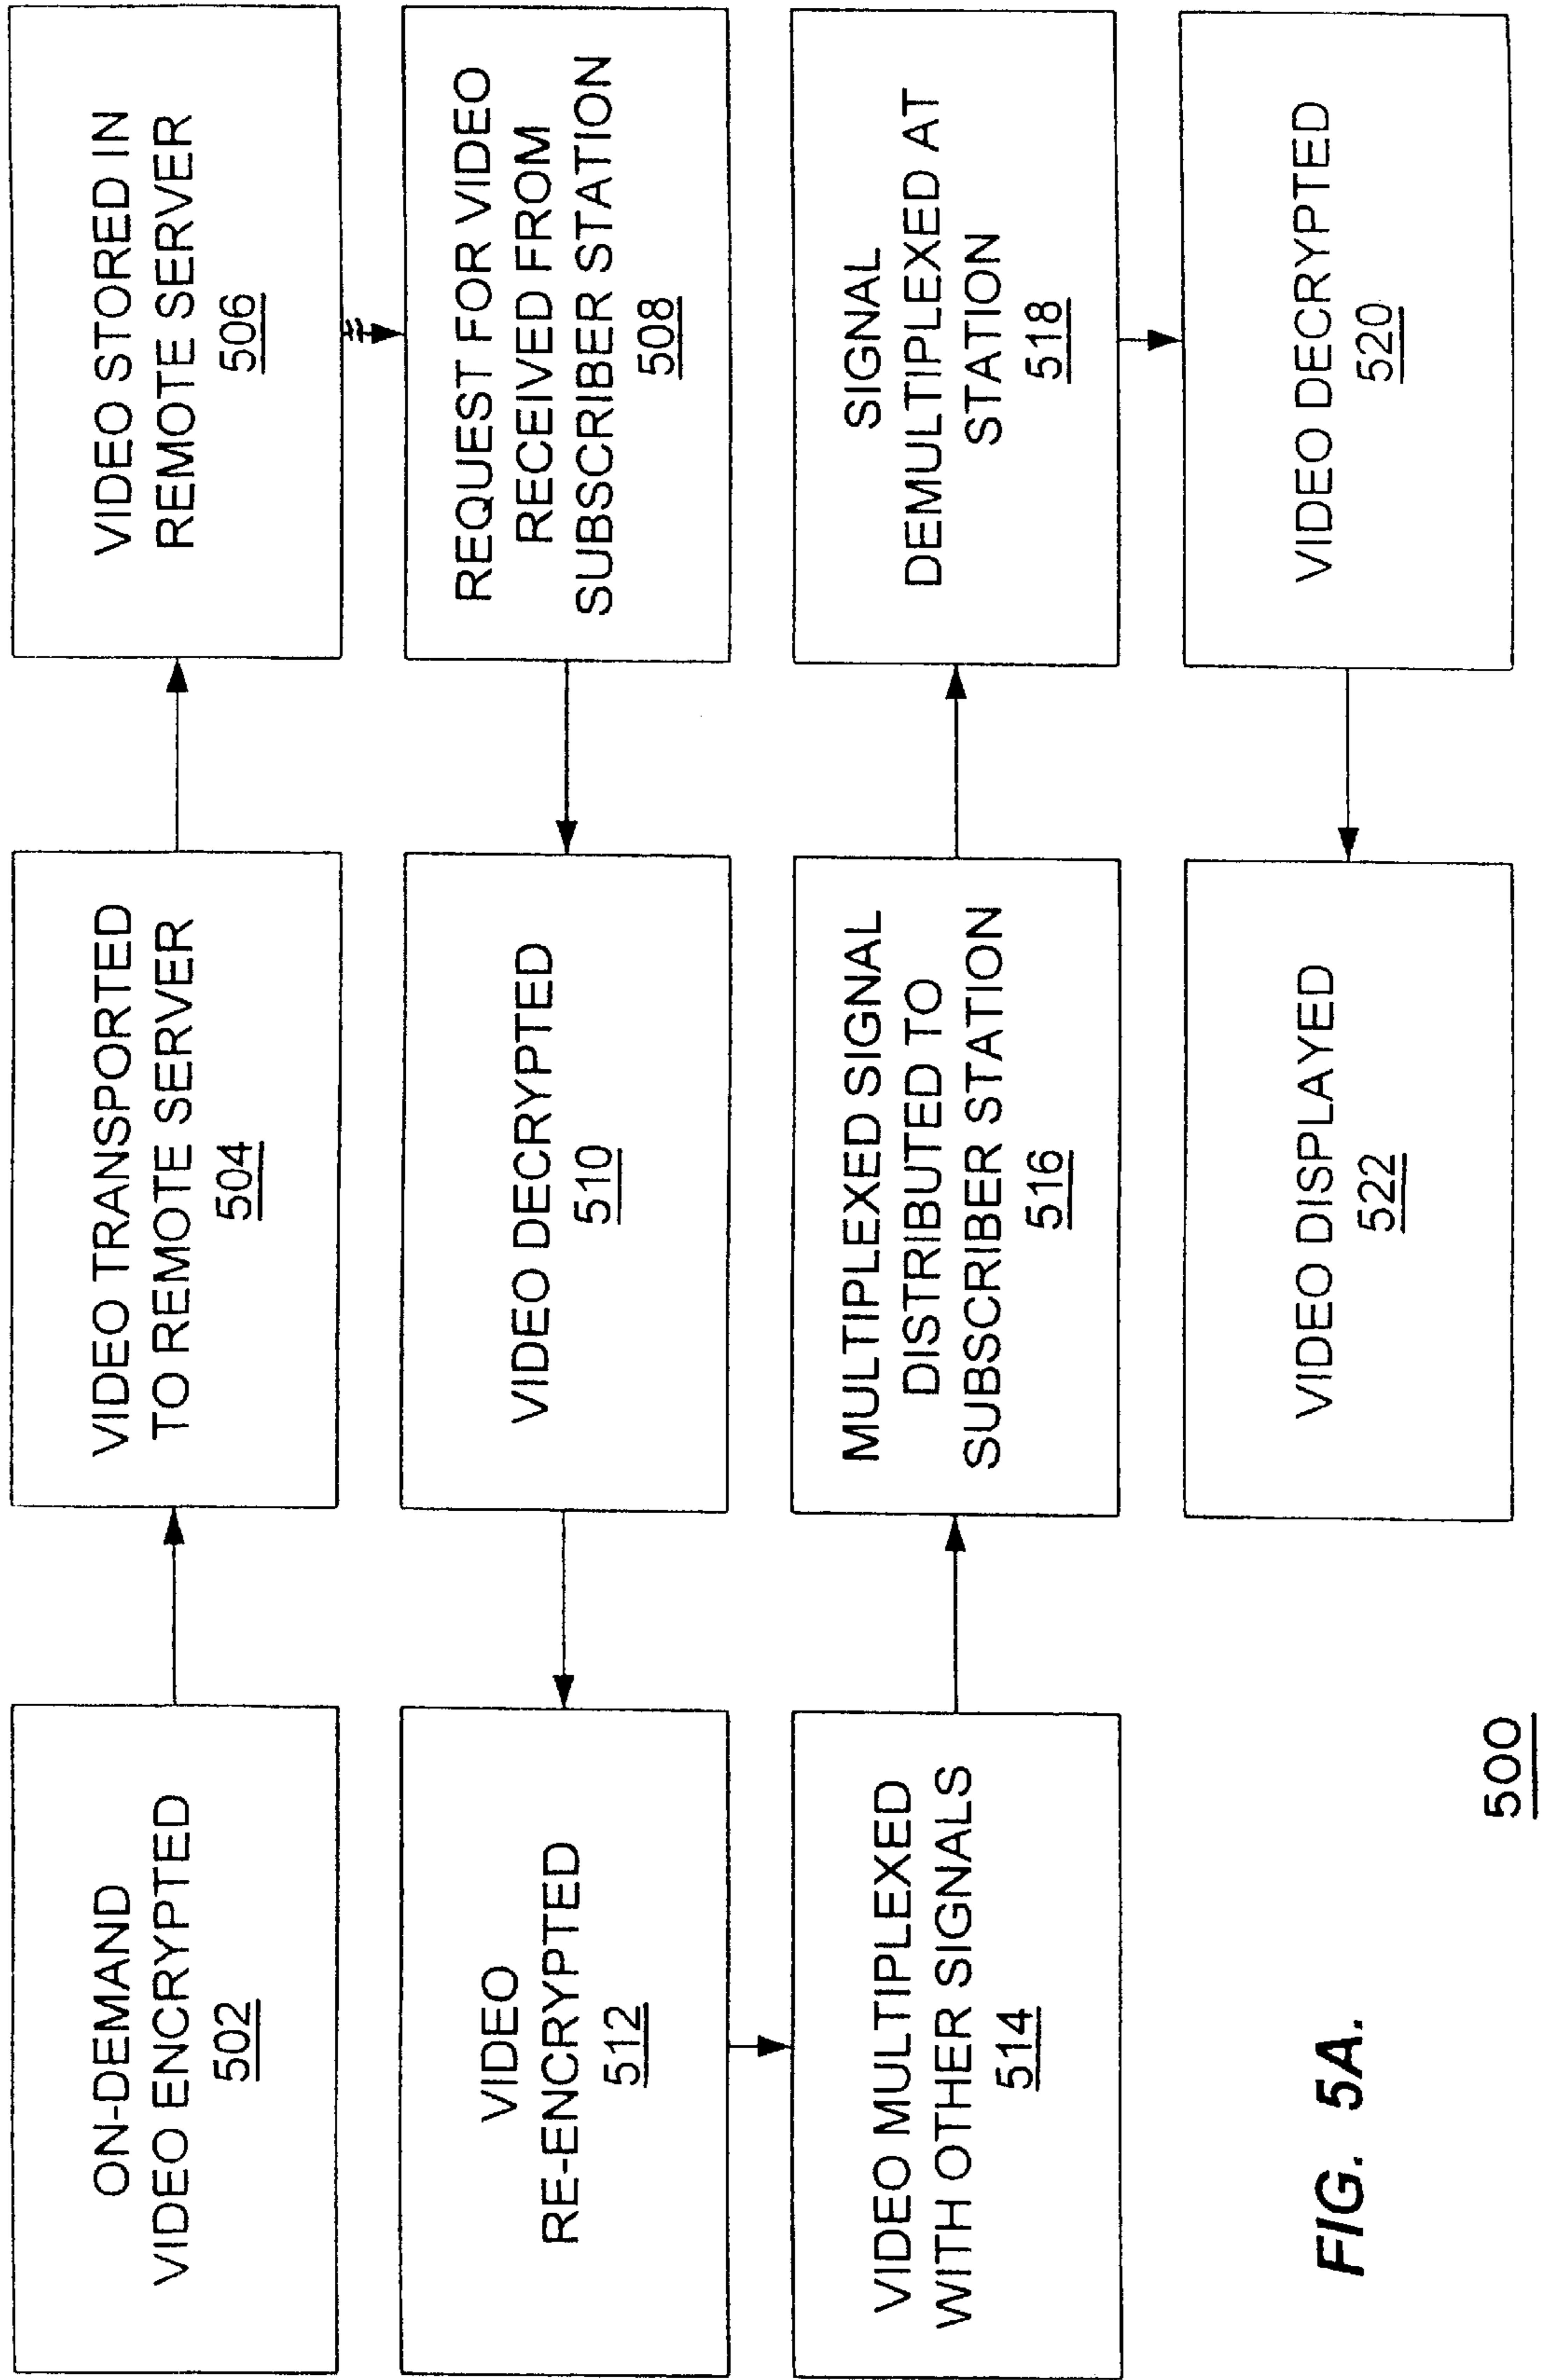 ON-DEMAND
VIDEO ENCRYPTED
502
VIDEO TRANSPORTED
TO REMOTE SERVER
504
VIDEO STORED IN
REMOTE SERVER
506
REQUEST FOR VIDEO
RECEIVED FROM
SUBSCRIBER STATION
508
VIDEO DECRYPTED
510
VIDEO
RE-ENCRYPTED
512
VIDEO MULTIPLEXED
WITH OTHER SIGNALS
514
MULTIPLEXED SIGNAL
DISTRIBUTED TO
SUBSCRIBER STATION
516
SIGNAL
DEMULTIPLEXED AT
STATION
518
VIDEO DECRYPTED
520
VIDEO DISPLAYED
522
FIG. 5A.
500